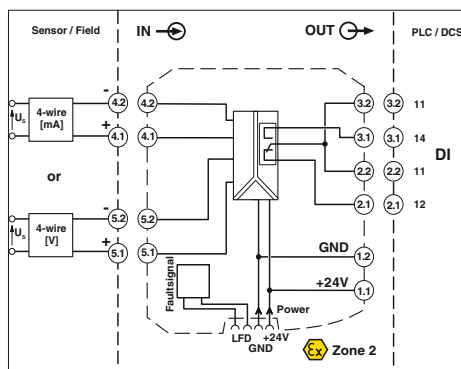 Sensor / Field
IN
OUT
PLC / DCS
4-wire
[mA]
Us
-
4.2
4.2
+
4.1
4.1
or
4-wire
[V]
Us
-
5.2
5.2
+
5.1
5.1
3.2
3.2
11
3.1
3.1
14
DI
2.2
2.2
11
2.1
2.1
12
GND
1.2
+24V
1.1
Faultsignal
Power
LFD
+24V
GND
Ex
Zone 2